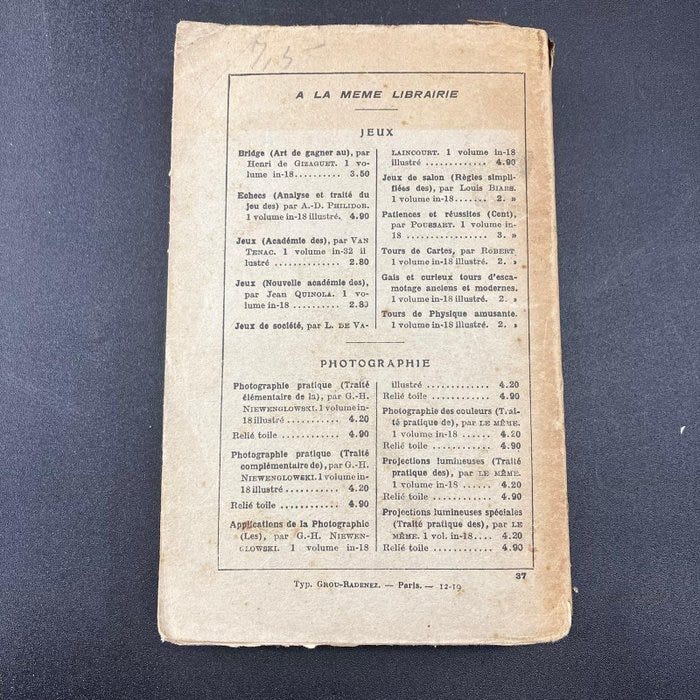 7,5
A LA MEME LIBRAIRIE
JEUX
Bridge (Art de gagner au), par
Henri de GIZAGUET. 1 vo-
lume in-18.......... 3.50
Echecs (Analyse et traité du
jeu des) par A.-D. PHILIDOR.
1 volume in-18 illustré. 4.90
Jeux (Académie des), par VAN
TENAC. 1 volume in-32 il
lustré .............. 2.80
Jeux (Nouvelle académie des),
par Jean QUINOLA. 1 vo-
lume in-18 .......... 2.80
Jeux de société, par L. DE VA-
LAINCOURT. 1 volume in-18
illustré ............. 4.90
Jeux de salon (Règles simpli-
fiées des), par Louis BIARS.
1 volume in-18....... 2. »
Patiences et réussites (Cent),
par POUSSART. 1 volume in-
18 ................. 3. »
Tours de Cartes, par ROBERT
1 volume in-18 illustré. 2. »
Gais et curieux tours d'esca-
motage anciens et modernes.
1 volume in-18 illustré. 2. »
Tours de Physique amusante.
1 volume in-18 illustré. 2. »
PHOTOGRAPHIE
Photographie pratique (Traité
élémentaire de la), par G.-H.
NIEWENGLOWSKI. 1 volume in-
18 illustré ............ 4.20
Relié toile ............ 4.90
Photographie pratique (Traité
complémentaire de), par G.-H.
NIEWENGLOWSKI. 1 volume in-
18 illustré ............ 4.20
Relié toile ............ 4.90
Applications de la Photographie
(Les), par G.-H. NIEWEN-
GLOWSKI. 1 volume in-18
illustré ............. 4.20
Relié toile ............ 4.90
Photographie des couleurs (Trai-
té pratique de), par LE MÊME.
1 volume in-18 ...... 4.20
Relié toile ............ 4.90
Projections lumineuses (Traité
pratique des), par LE MÊME.
1 volume in-18 ...... 4.20
Relié toile ............ 4.90
Projections lumineuses spéciales
(Traité pratique des), par LE
MÊME. 1 vol. in-18.... 4.20
Relié toile ............ 4.90
37
Typ. GROU-RADENEZ. — Paris. — 12-19